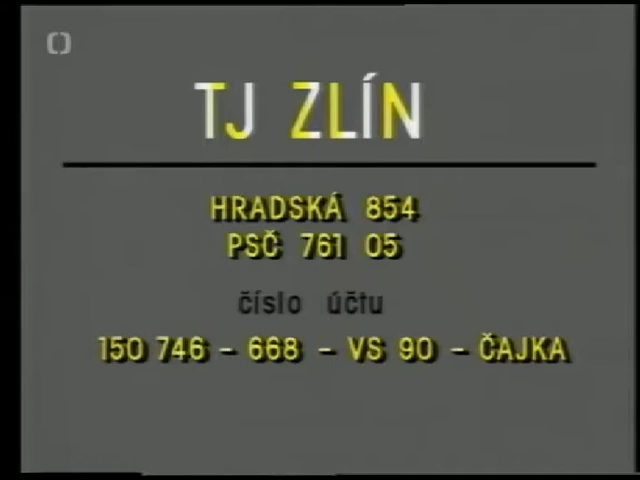 TJ ZLÍN
HRADSKÁ 854
PSČ 761 05
číslo účtu
150 746 - 668 - VS 90 - ČAJKA